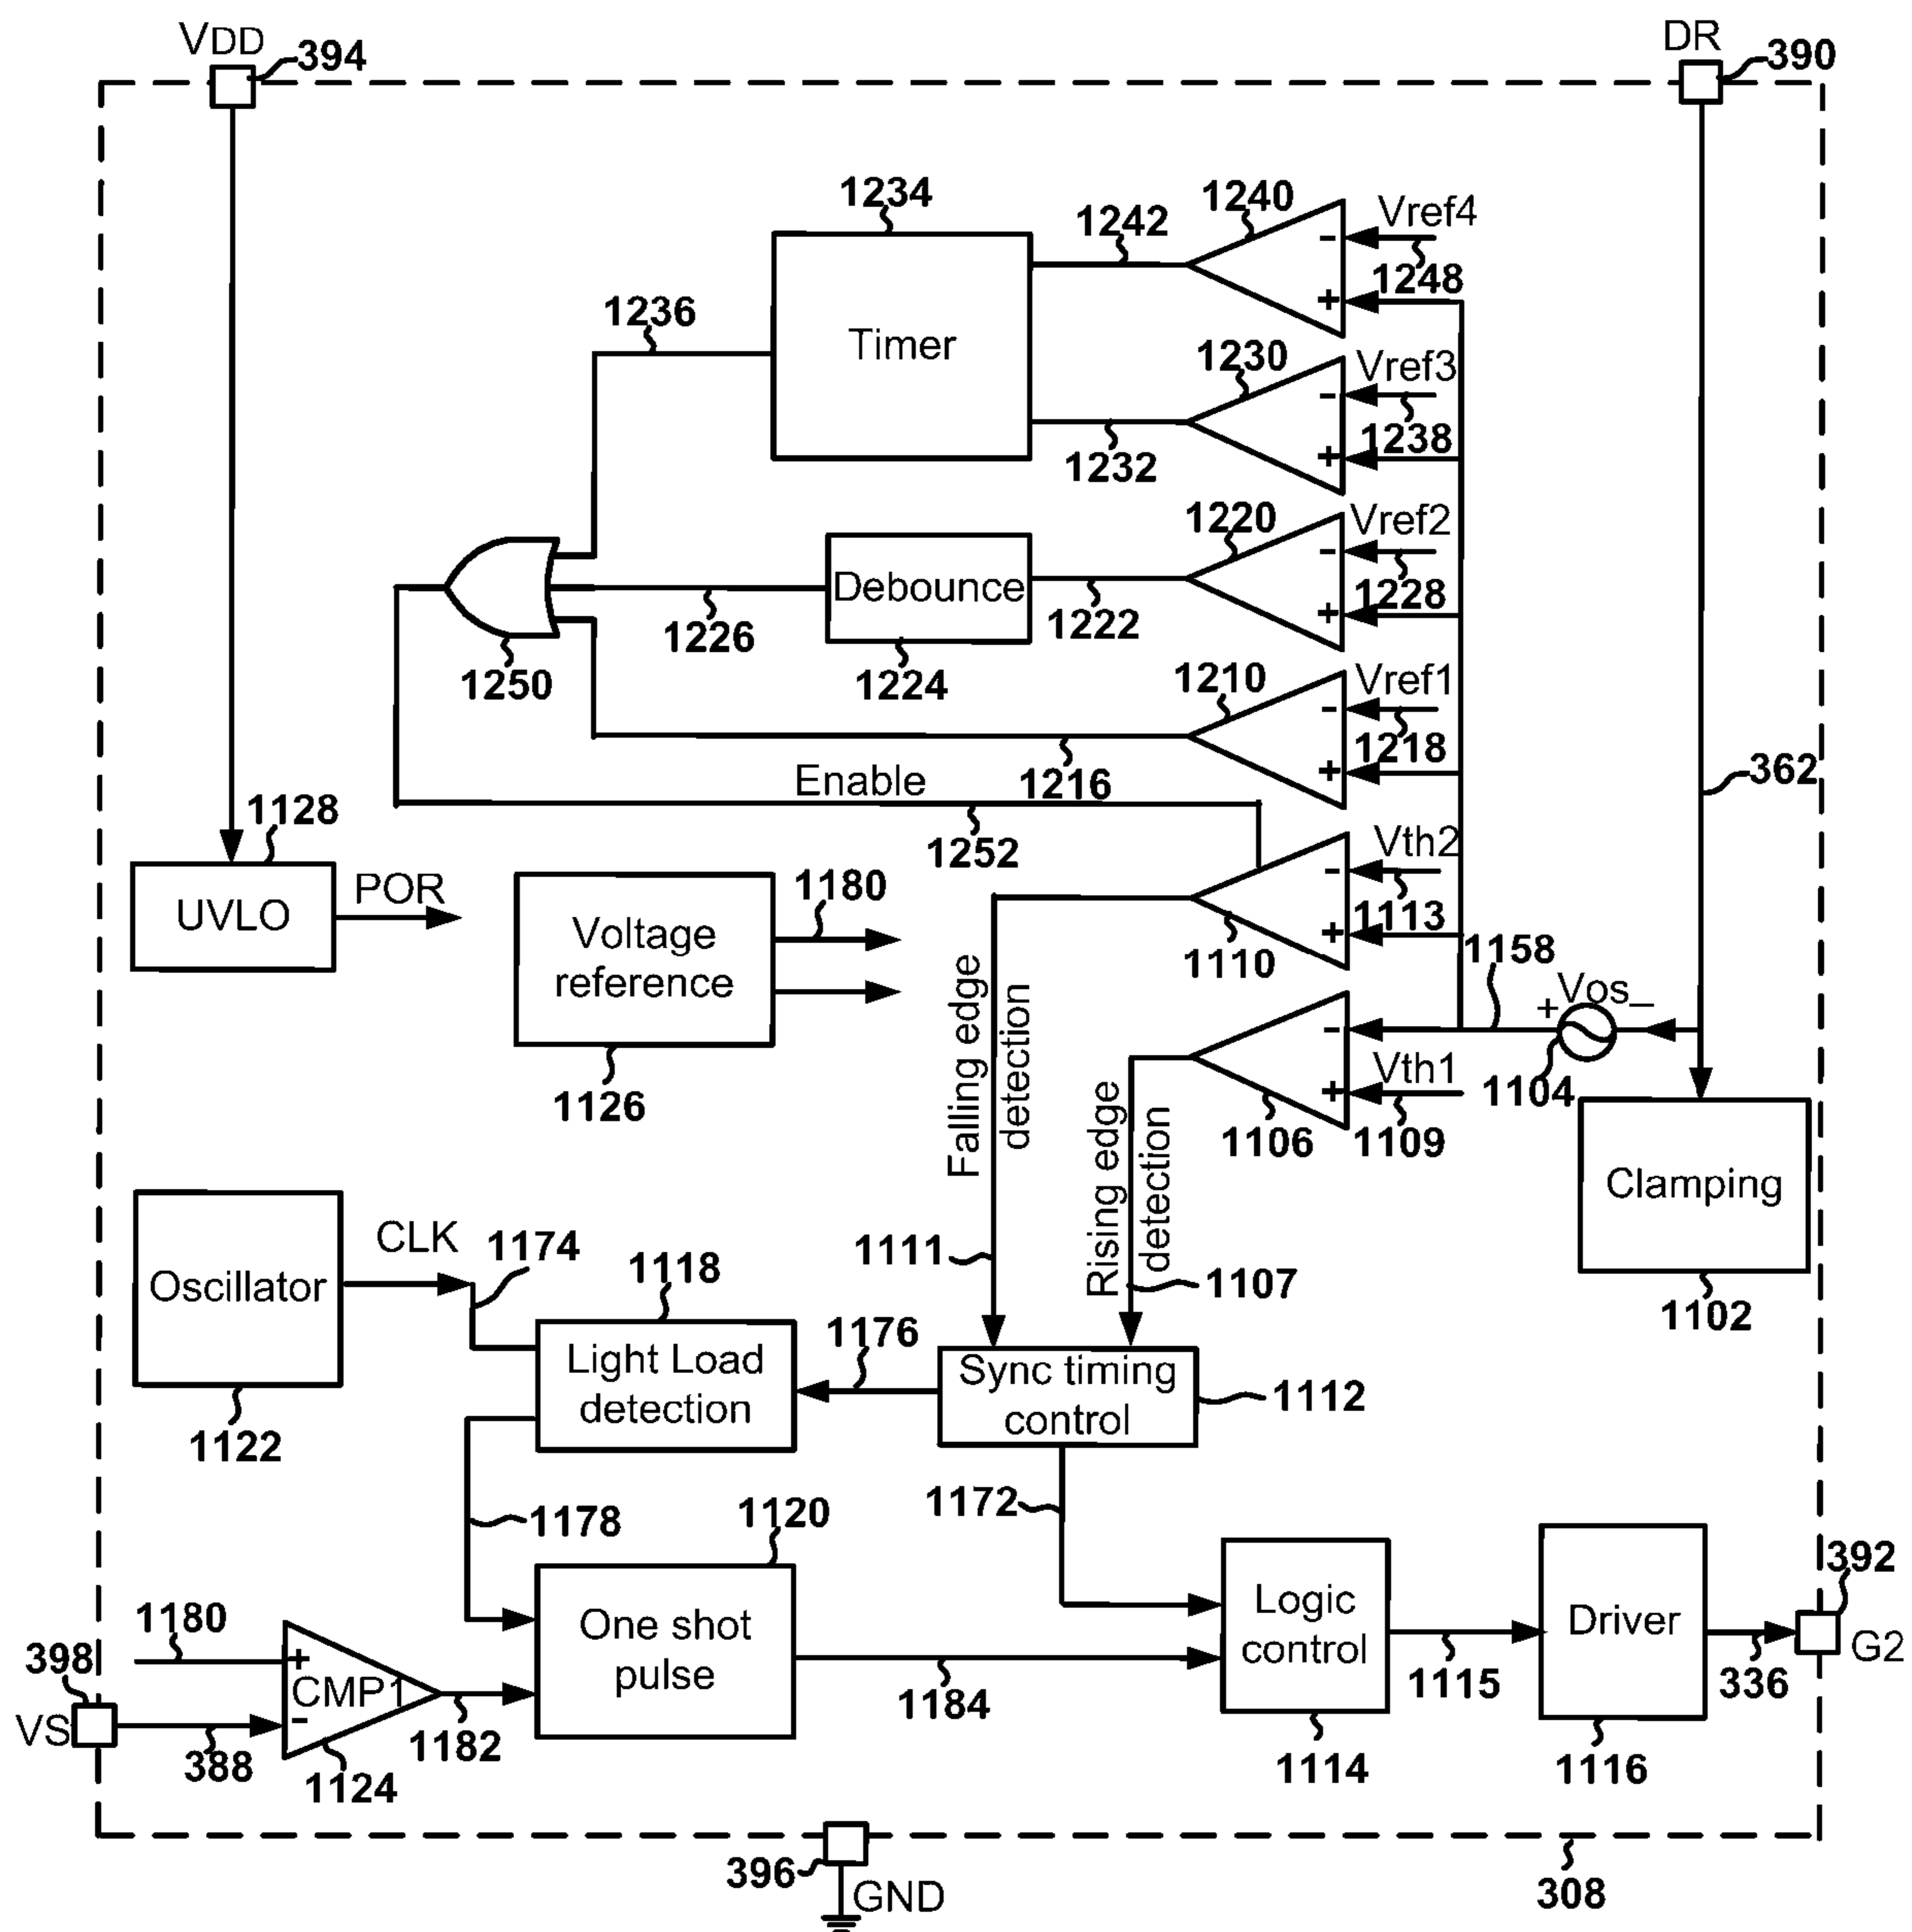 VDD
394
DR
390
1234
1242
1240
Vref4
-
1248
+
1236
Timer
1230
Vref3
-
1232
1238
+
1220
Vref2
-
Debounce
1222
1228
+
1226
1250
1224
1210
Vref1
-
1218
+
1216
362
Enable
1252
1128
UVLO
POR
Voltage
reference
1180
1126
Vth2
-
1113
+
1110
1158
+ Vos_
1104
-
Vth1
+
1106
1109
Falling edge
detection
Rising edge
detection
Clamping
1102
Oscillator
CLK
1174
1122
1111
1107
1118
Light Load
detection
1176
Sync timing
control
1112
1178
1120
1172
One shot
pulse
1180
398
VS
388
+
CMP1
-
1124
1182
1184
Logic
control
1114
1115
Driver
1116
336
392
G2
396
GND
308